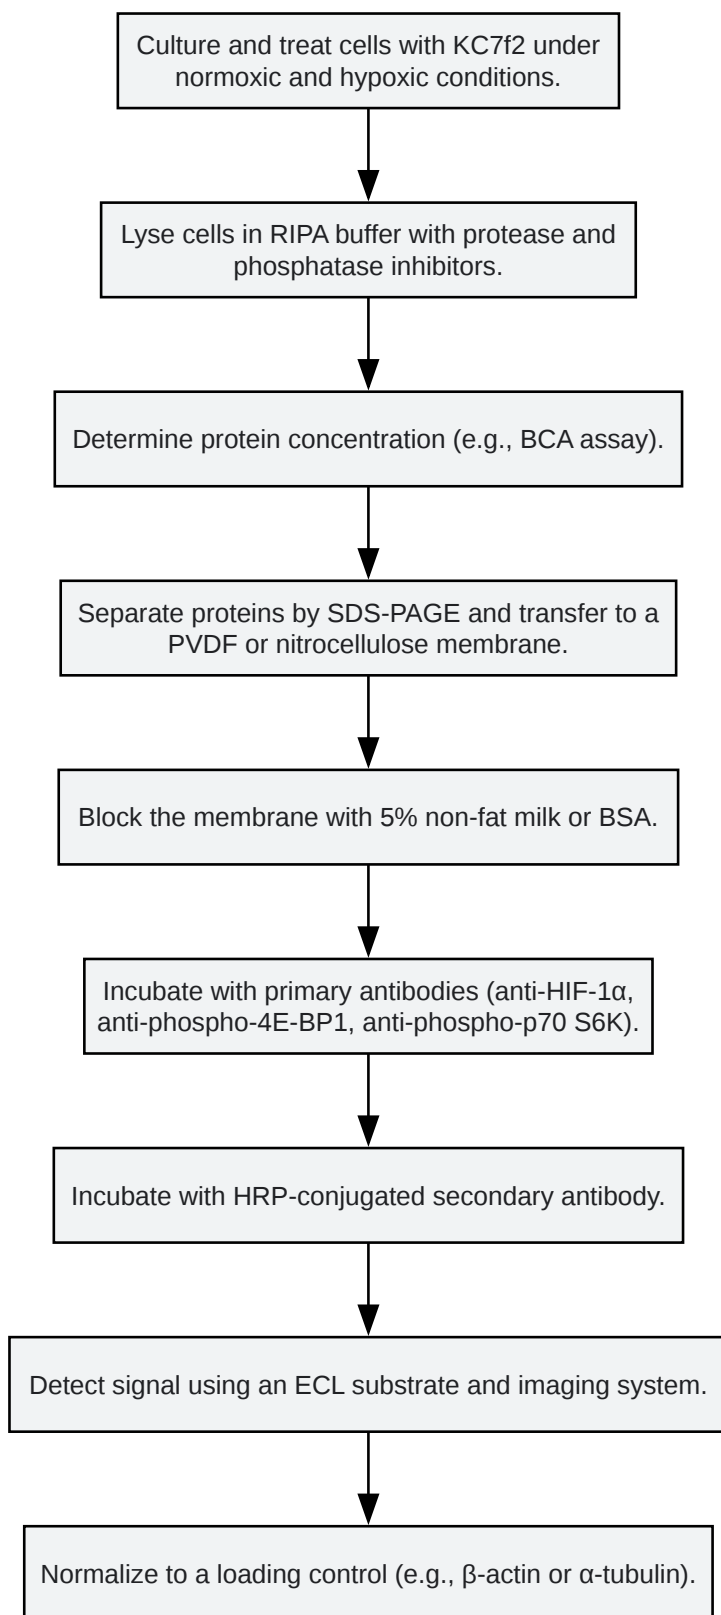 Culture and treat cells with KC7f2 under
normoxic and hypoxic conditions.
Lyse cells in RIPA buffer with protease and
phosphatase inhibitors.
Determine protein concentration (e.g., BCA assay).
Separate proteins by SDS-PAGE and transfer to a
PVDF or nitrocellulose membrane.
Block the membrane with 5% non-fat milk or BSA.
Incubate with primary antibodies (anti-HIF-1α,
anti-phospho-4E-BP1, anti-phospho-p70 S6K).
Incubate with HRP-conjugated secondary antibody.
Detect signal using an ECL substrate and imaging system.
Normalize to a loading control (e.g., β-actin or α-tubulin).